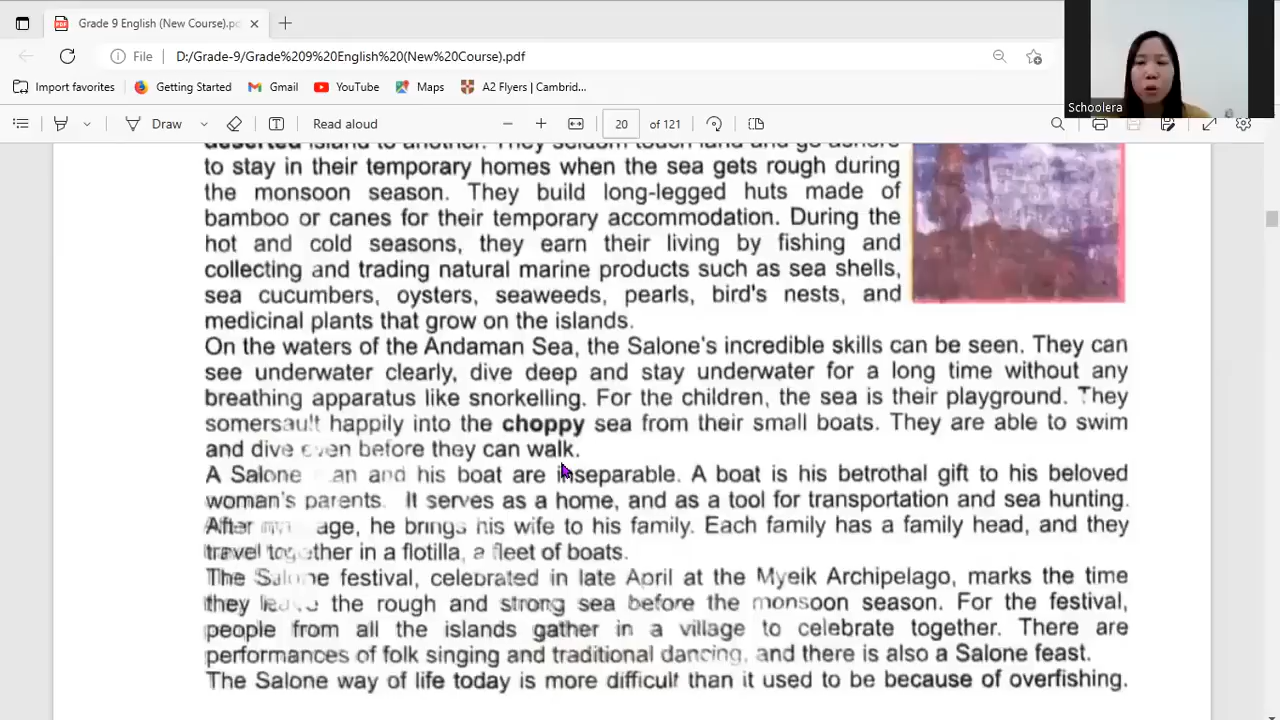 Grade 9 English (New Course).pdf
File D:/Grade-9/Grade%209%20English%20(New%20Course).pdf
Import favorites Getting Started Gmail YouTube Maps A2 Flyers (Cambrid...
Schoolera
Draw Read aloud 20 of 121
deserted island to another. They seldom touch land and go ashore
to stay in their temporary homes when the sea gets rough during
the monsoon season. They build long-legged huts made of
bamboo or canes for their temporary accommodation. During the
hot and cold seasons, they earn their living by fishing and
collecting and trading natural marine products such as sea shells,
sea cucumbers, oysters, seaweeds, pearls, bird's nests, and
medicinal plants that grow on the islands.
On the waters of the Andaman Sea, the Salone's incredible skills can be seen. They can
see underwater clearly, dive deep and stay underwater for a long time without any
breathing apparatus like snorkelling. For the children, the sea is their playground. They
somersault happily into the choppy sea from their small boats. They are able to swim
and dive even before they can walk.
A Salone and his boat are inseparable. A boat is his betrothal gift to his beloved
woman's parents. It serves as a home, and as a tool for transportation and sea hunting.
After he brings his wife to his family. Each family has a family head, and they
travel together in a flotilla, a fleet of boats.
The Salone festival, celebrated in late April at the Myeik Archipelago, marks the time
they leave the rough and strong sea before the monsoon season. For the festival,
people from all the islands gather in a village to celebrate together. There are
performances of folk singing and traditional dancing, and there is also a Salone feast.
The Salone way of life today is more difficult than it used to be because of overfishing.